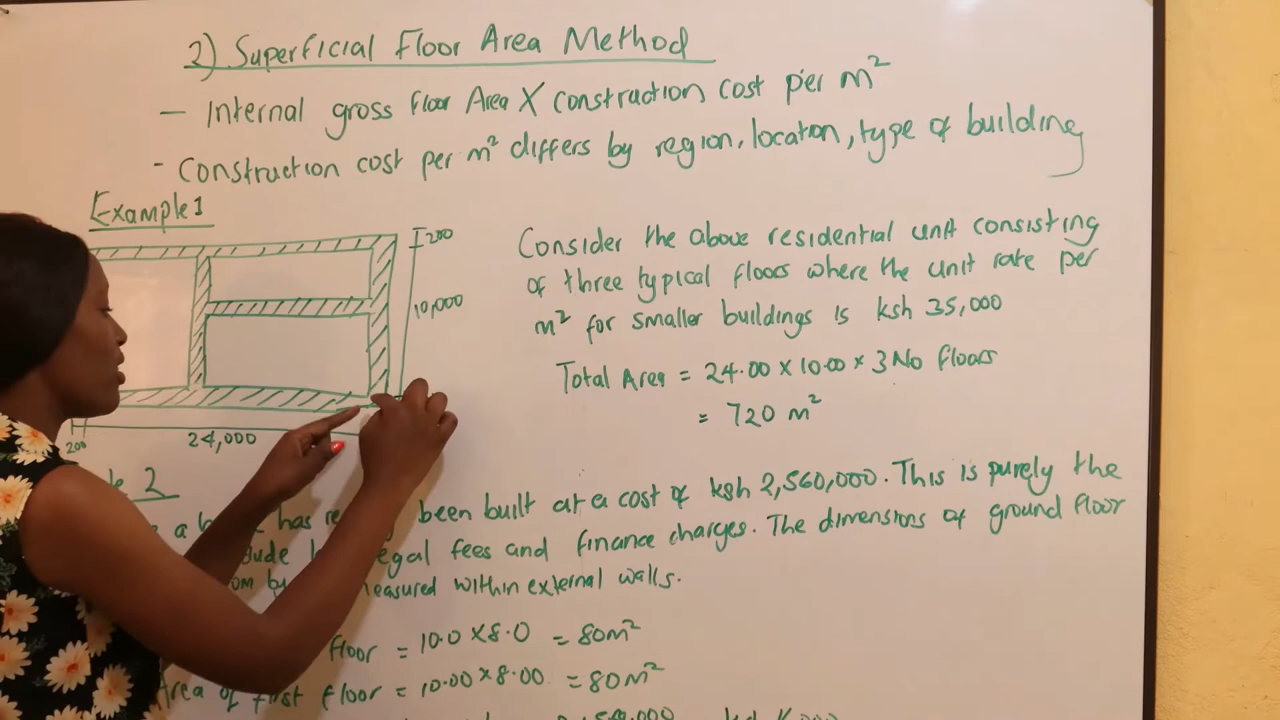 2) Superficial Floor Area Method
— Internal gross floor Area X construction cost per m²
- Construction cost per m² differs by region, location, type of building
Example 1
200
10,000
24,000
200
Consider the above residential unit consisting
of three typical floors where the unit rate per
m² for smaller buildings is ksh 35,000
Total Area = 24.00 x 10.00 x 3 No floors
= 720 m²
2
a has been built at a cost of ksh 2,560,000. This is purely the
legal fees and finance charges. The dimensions of ground floor
by measured within external walls.
floor = 10.0 x 8.0 = 80m²
Area of first floor = 10.00 x 8.00 = 80m²